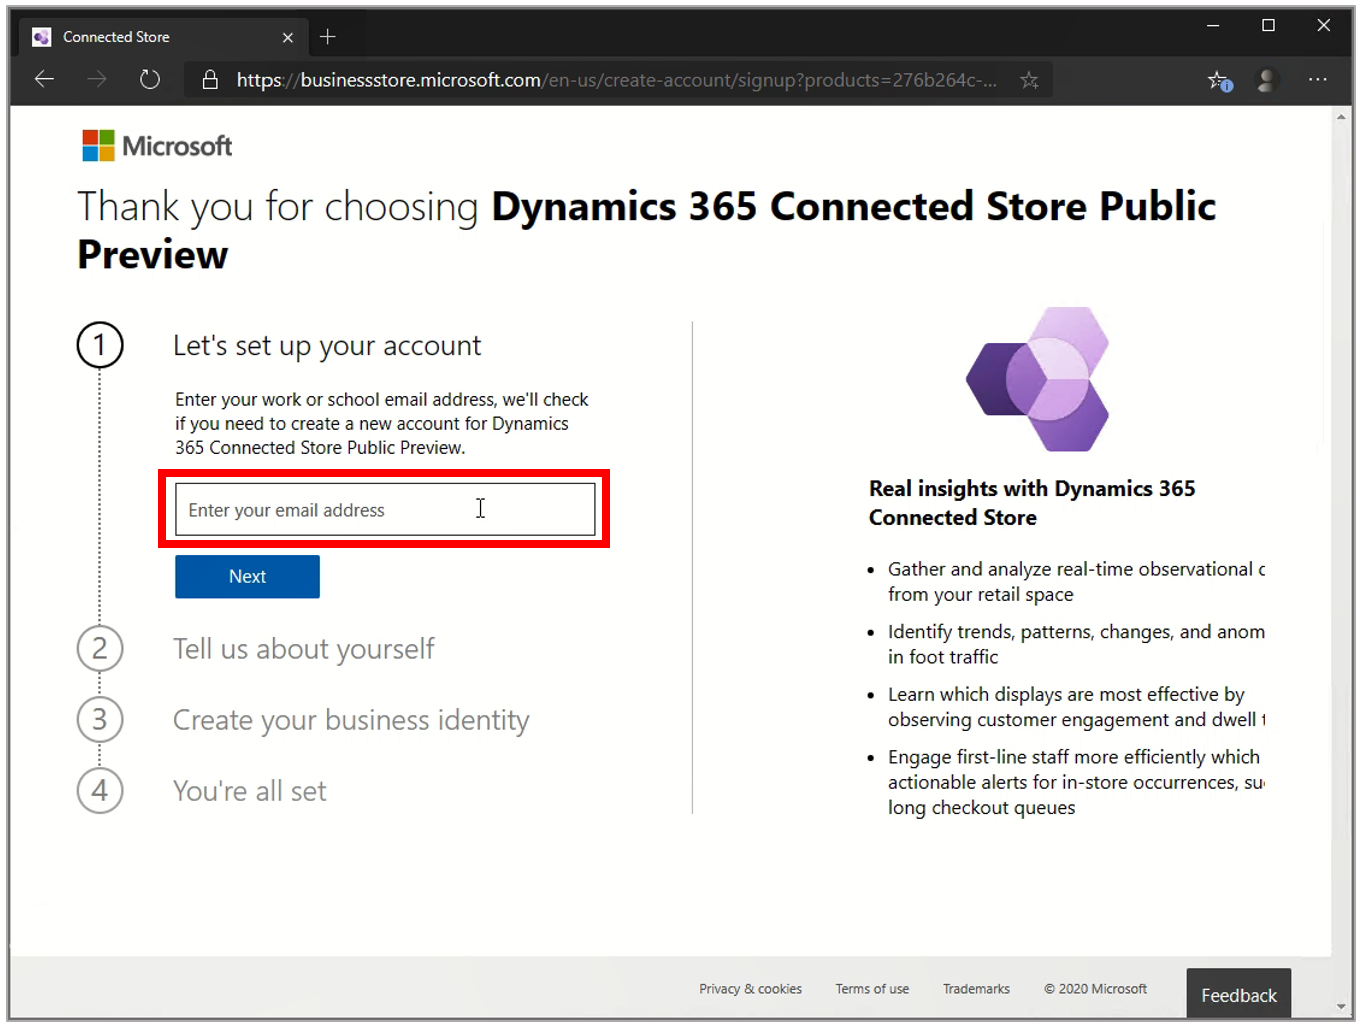 Connected Store
https://businessstore.microsoft.com/en-us/create-account/signup?products=276b264c-...
Microsoft
Thank you for choosing Dynamics 365 Connected Store Public
Preview
1
Let's set up your account
Enter your work or school email address, we'll check
if you need to create a new account for Dynamics
365 Connected Store Public Preview.
Enter your email address
Next
2
Tell us about yourself
3
Create your business identity
4
You're all set
Real insights with Dynamics 365
Connected Store
• Gather and analyze real-time observational
from your retail space
• Identify trends, patterns, changes, and anom
in foot traffic
• Learn which displays are most effective by
observing customer engagement and dwell
• Engage first-line staff more efficiently which
actionable alerts for in-store occurrences,
long checkout queues
Privacy & cookies
Terms of use
Trademarks
© 2020 Microsoft
Feedback